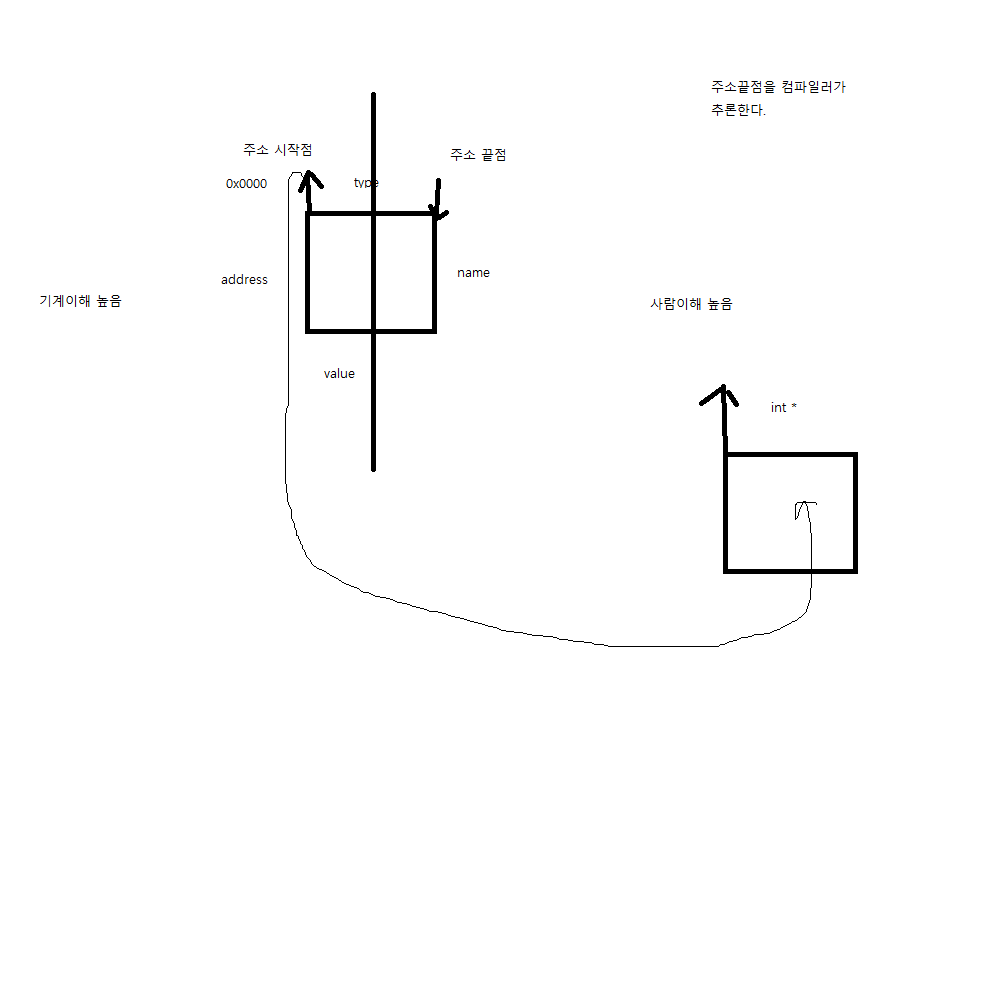 주소끝점을 컴파일러가
추론한다.
주소 시작점
주소 끝점
0x0000
type
address
name
기계이해 높음
사람이해 높음
value
int *